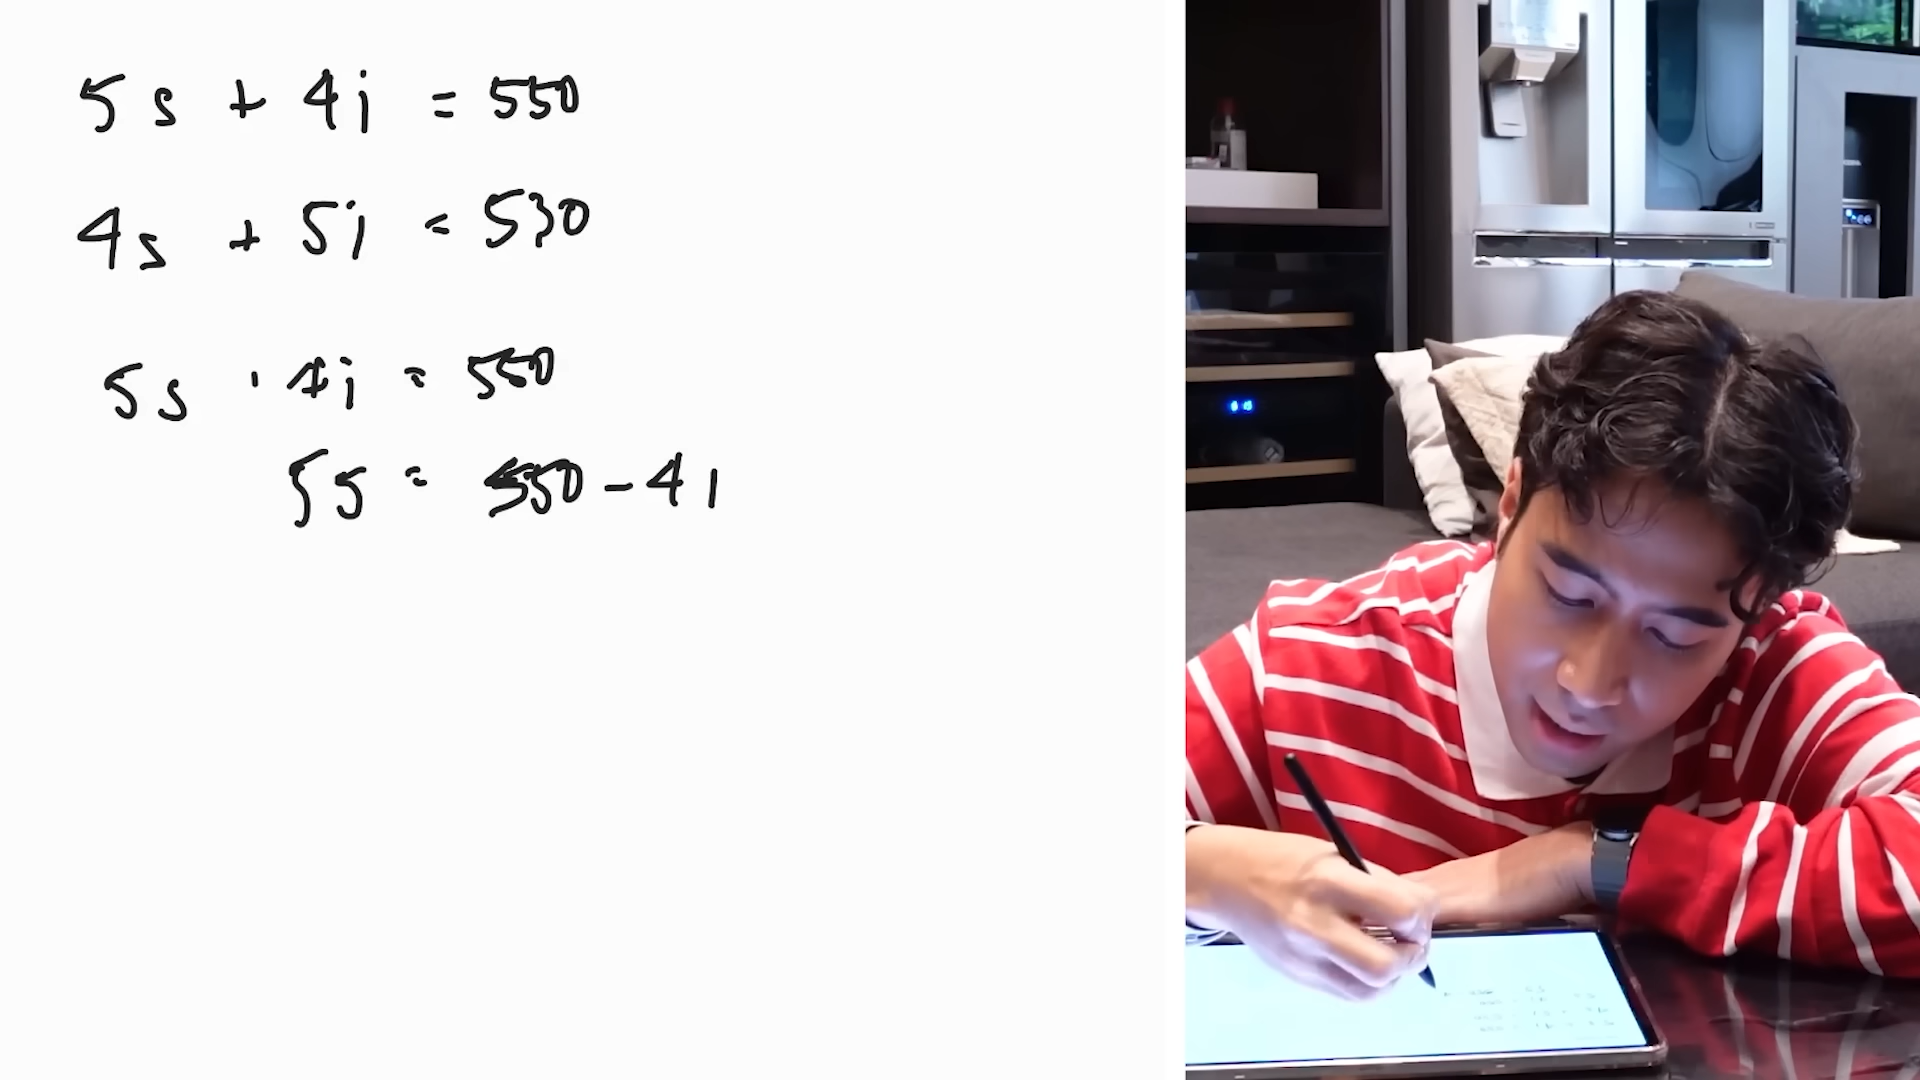 5s + 4i = 550
4s + 5i = 530
5s + 4i = 550
5s = 550 - 4i